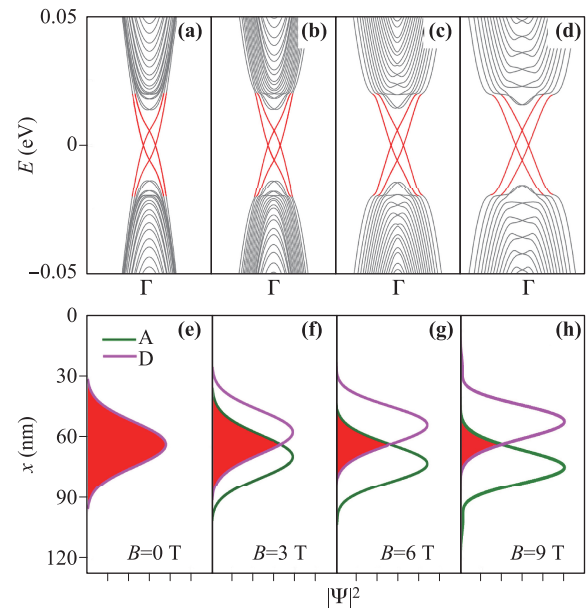 0.05
(a)
(b)
(c)
(d)
E (eV)
0
−0.05
Γ
Γ
Γ
Γ
0
(e)
(f)
(g)
(h)
A
D
30
x (nm)
60
90
120
B=0 T
B=3 T
B=6 T
B=9 T
|Ψ|²